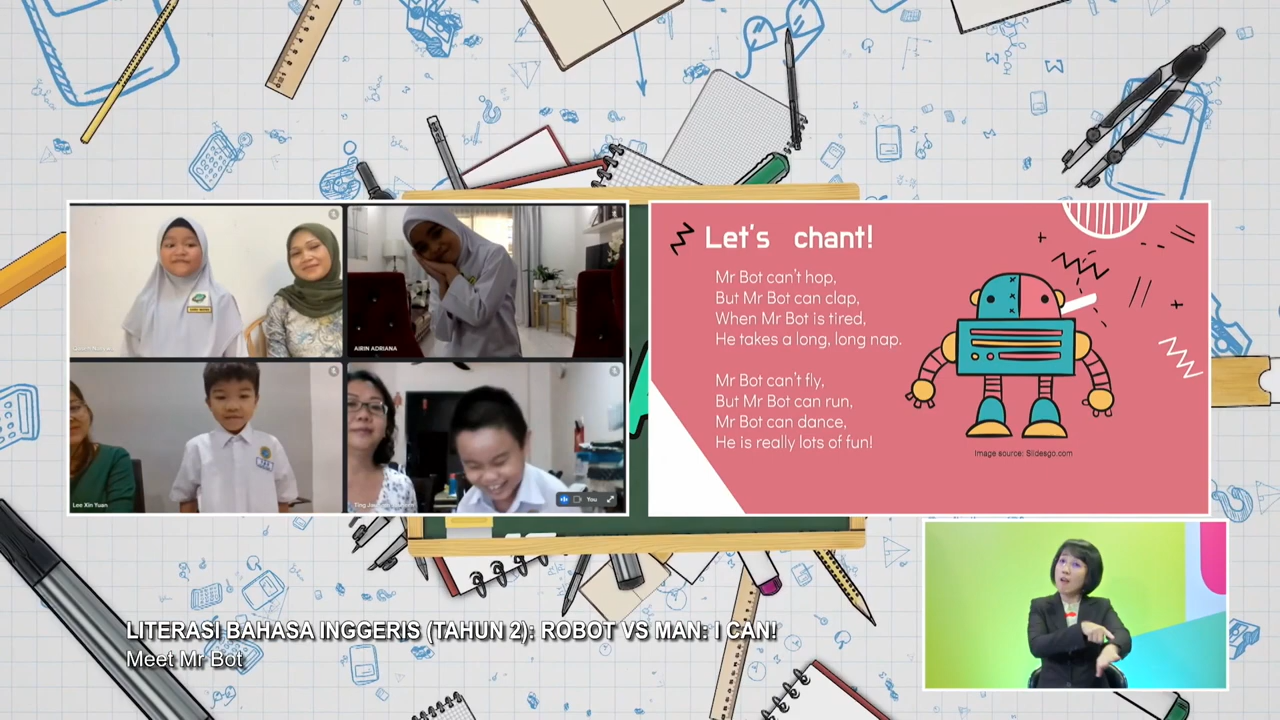 AIRIN ADRIANA
Lee Xin Yuan
You
Let's chant!
Mr Bot can't hop,
But Mr Bot can clap,
When Mr Bot is tired,
He takes a long, long nap.
Mr Bot can't fly,
But Mr Bot can run,
Mr Bot can dance,
He is really lots of fun!
Image source: Slidesgo.com
LITERASI BAHASA INGGERIS (TAHUN 2): ROBOT VS MAN: I CAN!
Meet Mr Bot